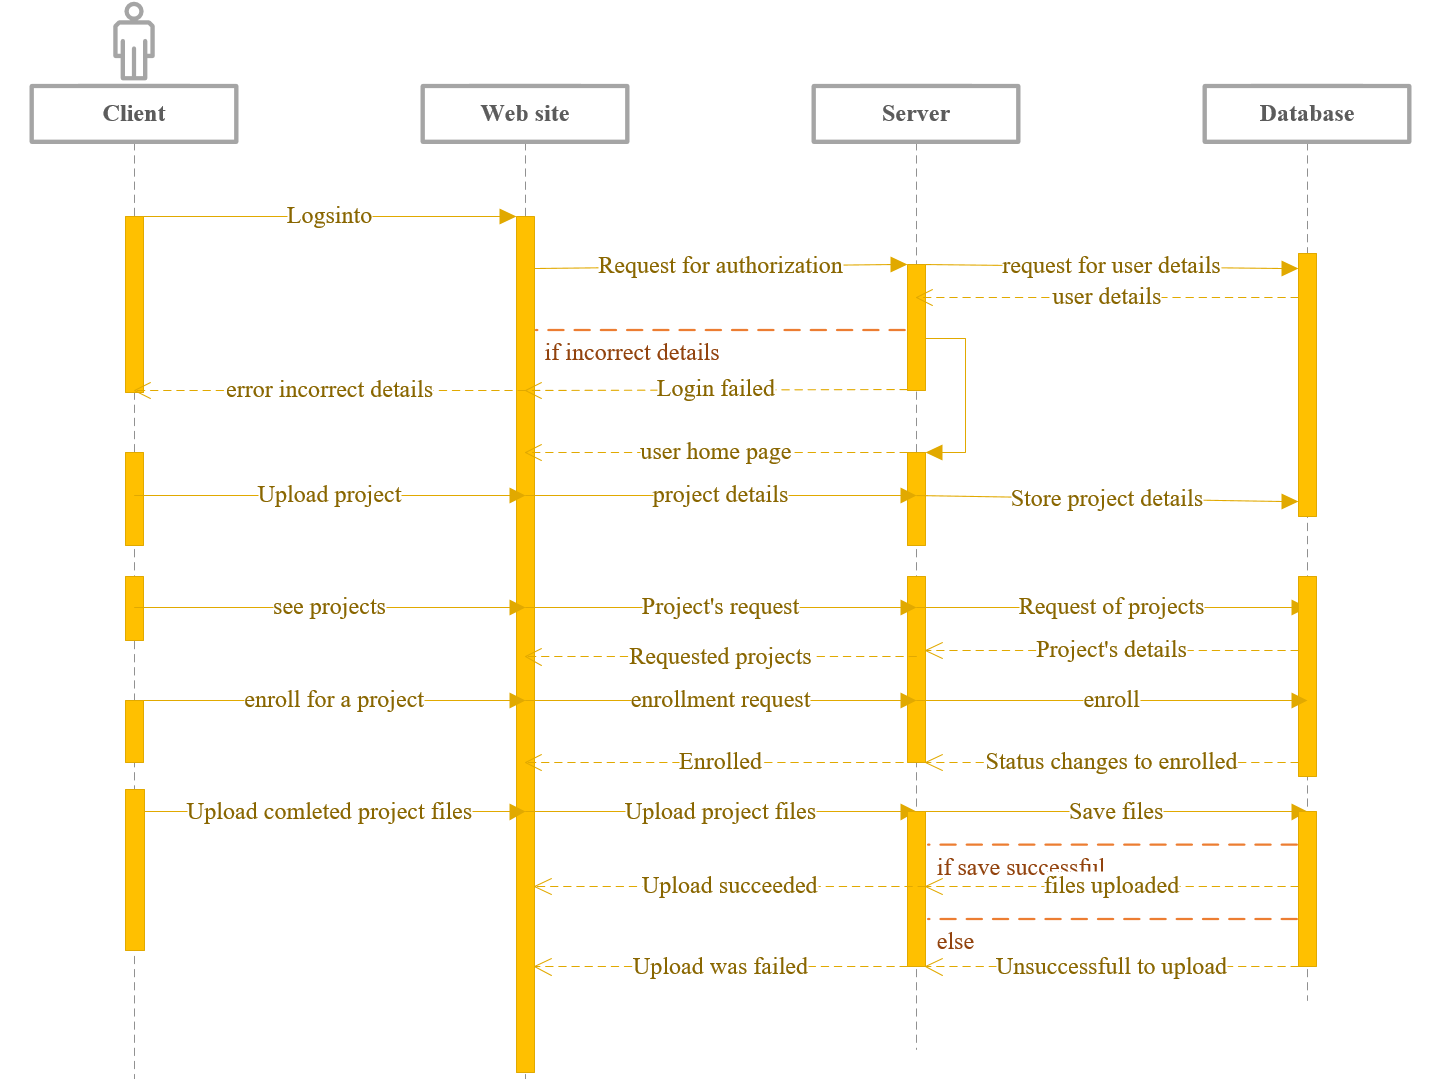 Client
Web site
Server
Database
Logsinto
Request for authorization
request for user details
user details
if incorrect details
error incorrect details
Login failed
user home page
Upload project
project details
Store project details
see projects
Project's request
Request of projects
Project's details
Requested projects
enroll for a project
enrollment request
enroll
Enrolled
Status changes to enrolled
Upload comleted project files
Upload project files
Save files
if save successful
Upload succeeded
files uploaded
else
Upload was failed
Unsuccessfull to upload